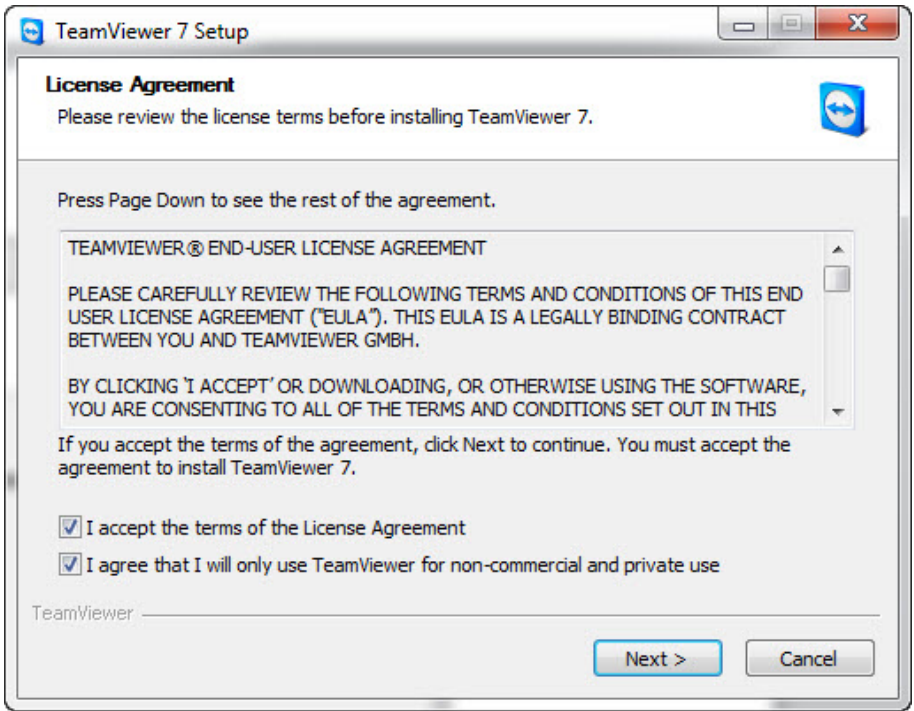 TeamViewer 7 Setup
License Agreement
Please review the license terms before installing TeamViewer 7.
Press Page Down to see the rest of the agreement.
TEAMVIEWER® END-USER LICENSE AGREEMENT
PLEASE CAREFULLY REVIEW THE FOLLOWING TERMS AND CONDITIONS OF THIS END
USER LICENSE AGREEMENT ("EULA"). THIS EULA IS A LEGALLY BINDING CONTRACT
BETWEEN YOU AND TEAMVIEWER GMBH.
BY CLICKING 'I ACCEPT' OR DOWNLOADING, OR OTHERWISE USING THE SOFTWARE,
YOU ARE CONSENTING TO ALL OF THE TERMS AND CONDITIONS SET OUT IN THIS
If you accept the terms of the agreement, click Next to continue. You must accept the
agreement to install TeamViewer 7.
I accept the terms of the License Agreement
I agree that I will only use TeamViewer for non-commercial and private use
TeamViewer
Next >
Cancel